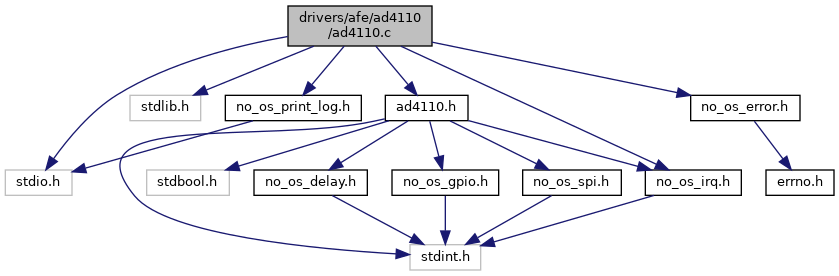 drivers/afe/ad4110
/ad4110.c
stdlib.h
no_os_print_log.h
ad4110.h
no_os_error.h
stdio.h
stdbool.h
no_os_delay.h
no_os_gpio.h
no_os_spi.h
no_os_irq.h
errno.h
stdint.h